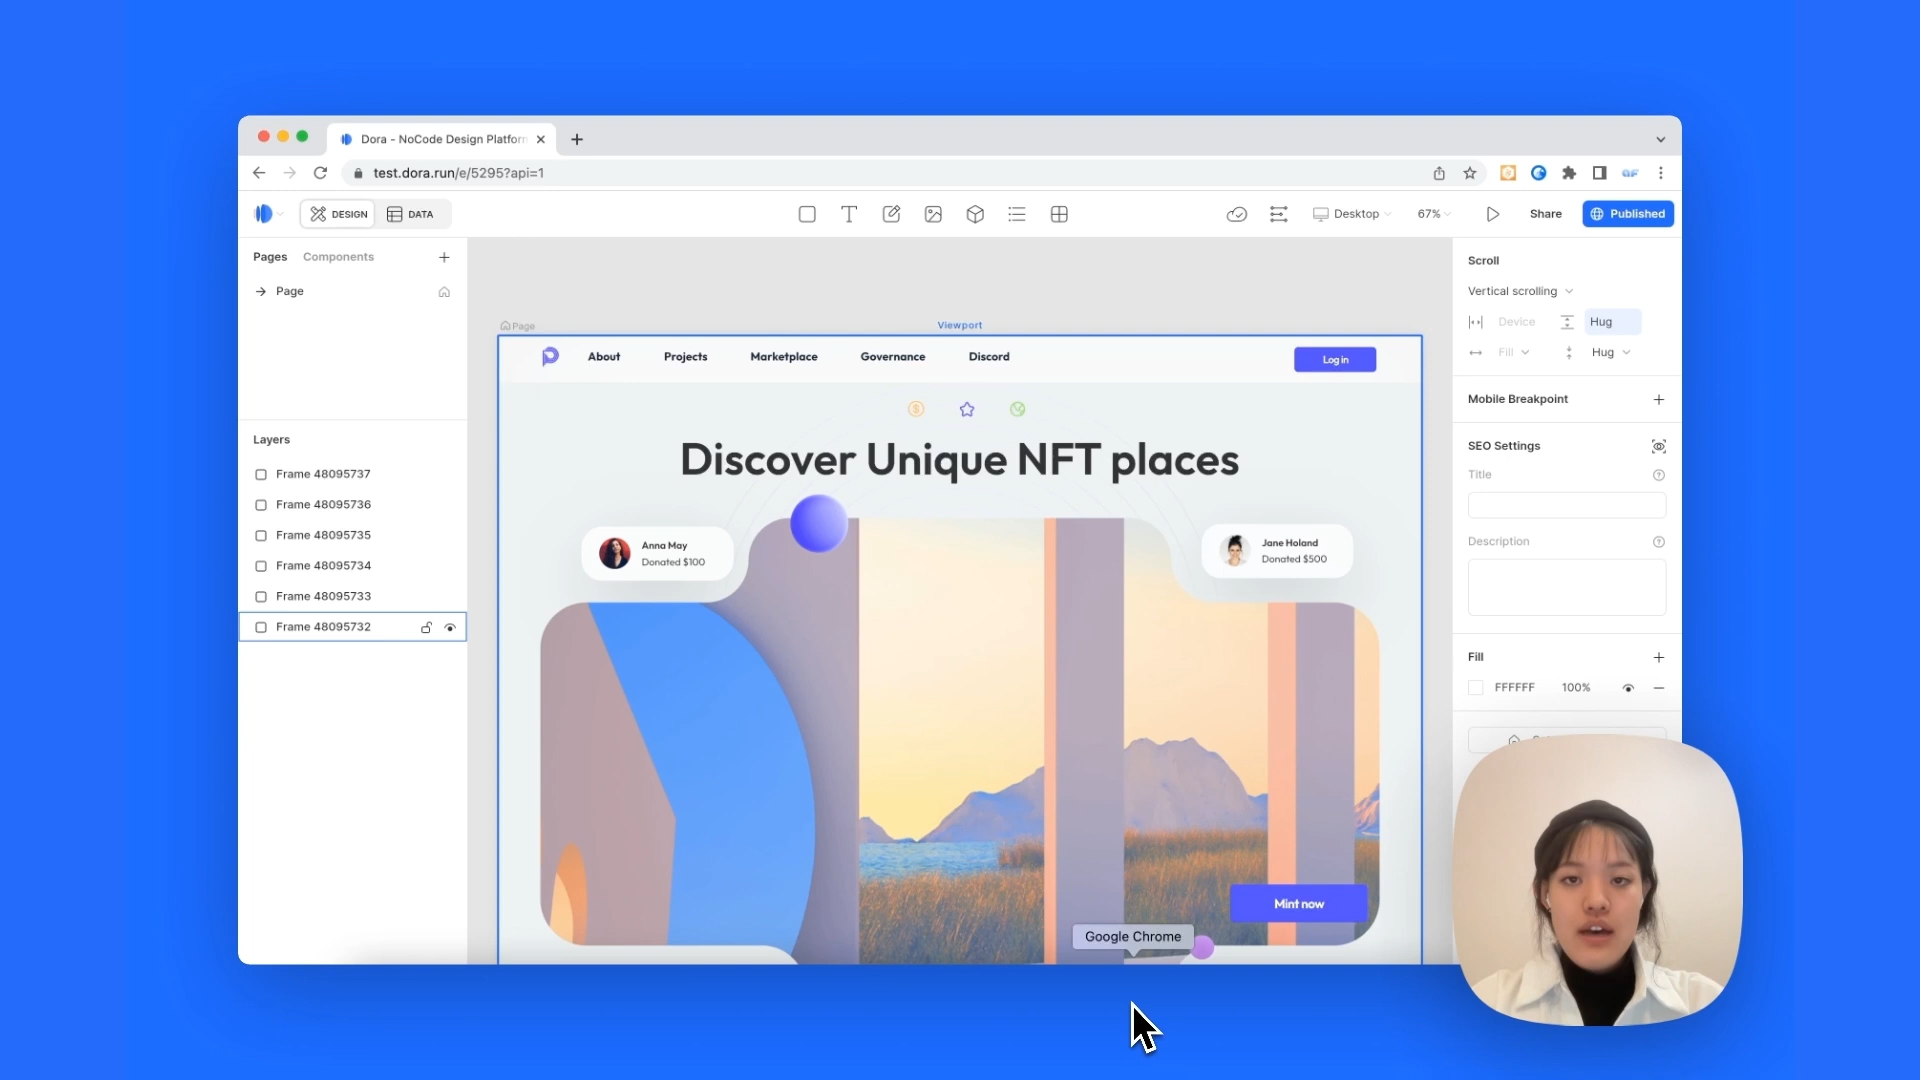 Dora - NoCode Design Platform
test.dora.run/e/5295?api=1
DESIGN
DATA
Desktop
67%
Share
Published
Pages
Components
Page
Layers
Frame 48095737
Frame 48095736
Frame 48095735
Frame 48095734
Frame 48095733
Frame 48095732
Page
Viewport
About
Projects
Marketplace
Governance
Discord
Log in
Discover Unique NFT places
Anna May
Donated $100
Jane Holand
Donated $500
Mint now
Google Chrome
Scroll
Vertical scrolling
Device
Hug
Fill
Hug
Mobile Breakpoint
SEO Settings
Title
Description
Fill
FFFFFF
100%